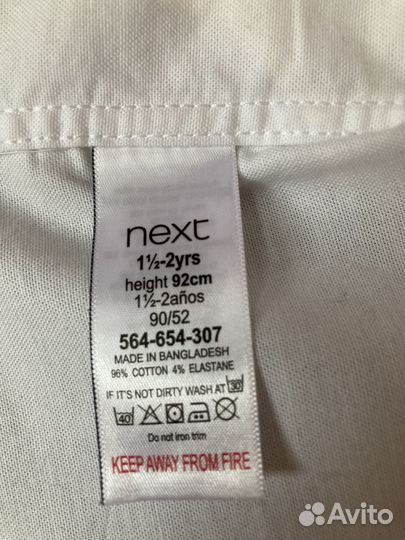 next
1½-2yrs
height 92cm
1½-2años
90/52
564-654-307
MADE IN BANGLADESH
96% COTTON 4% ELASTANE
IF IT'S NOT DIRTY WASH AT 30°
40°
Do not iron trim
KEEP AWAY FROM FIRE
Avito